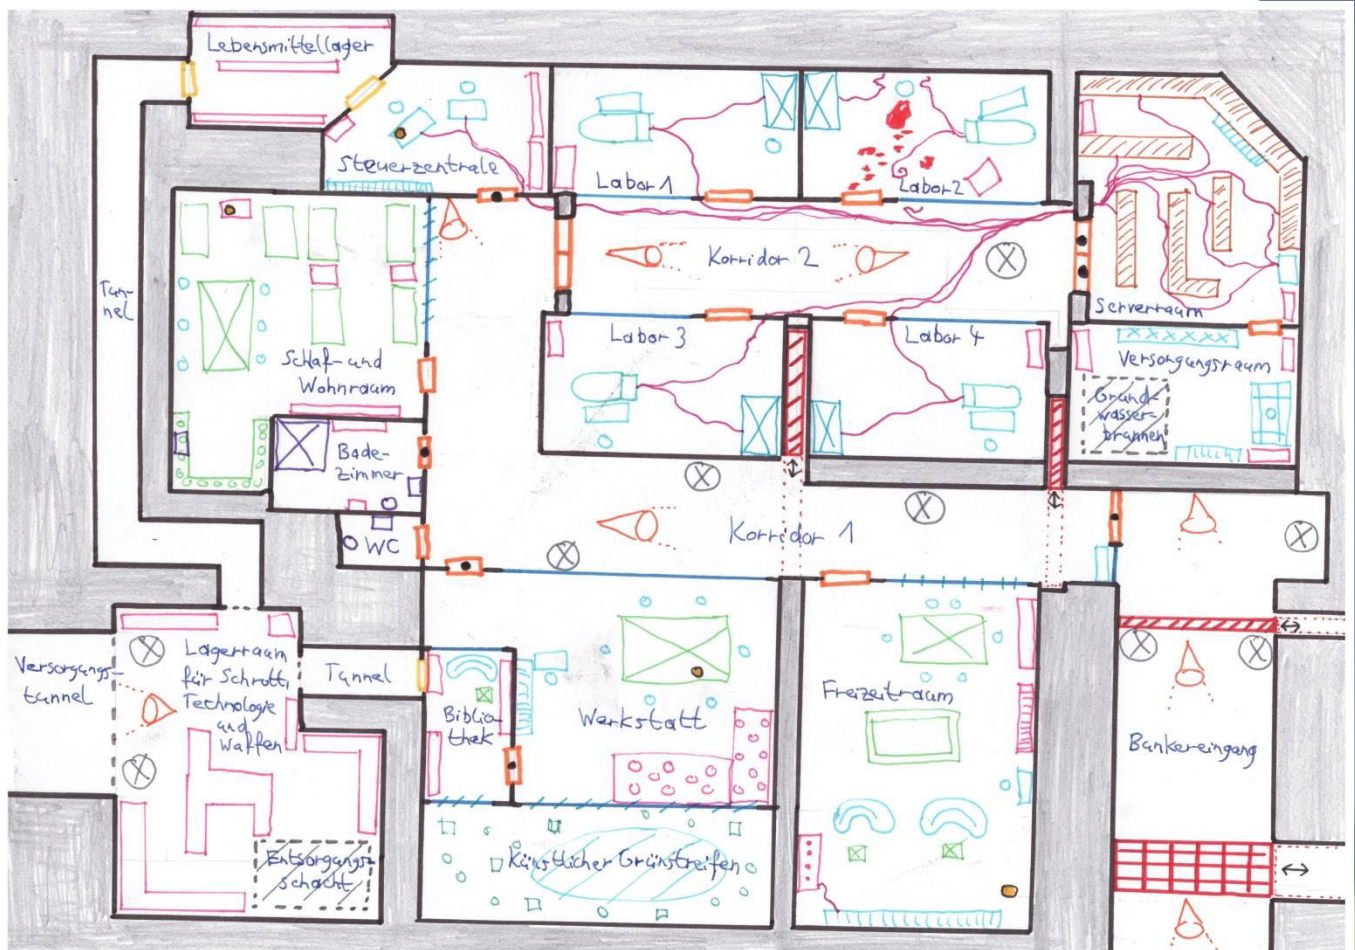 Lebensmittellager
Steuerzentrale
Labor 1
Labor 2
Korridor 2
Serverraum
Tun-
nel
Schlaf- und
Wohnraum
Labor 3
Labor 4
Versorgungsraum
Grund-
wasser-
brunnen
Bade-
zimmer
WC
Korridor 1
Versorgungs-
tunnel
Lagerraum
für Schrott,
Technologie
und
Waffen
Tunnel
Biblio-
thek
Werkstatt
Freizeitraum
Bunkereingang
Entsorgungs-
schacht
Künstlicher Grünstreifen